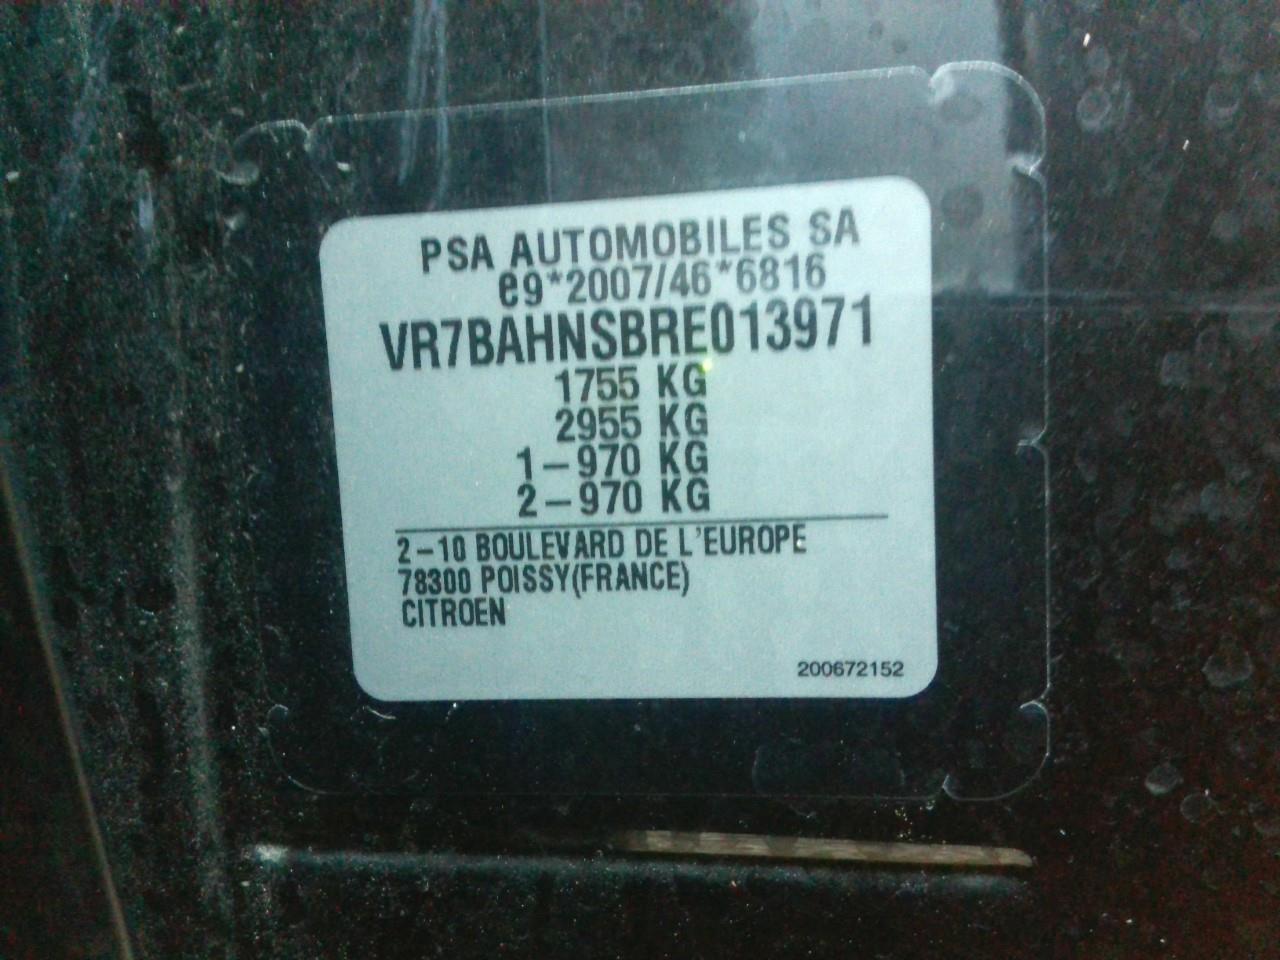 PSA AUTOMOBILES SA
e9*2007/46*6816
VR7BAHNSBRE013971
1755 KG
2955 KG
1-970 KG
2-970 KG
2-10 BOULEVARD DE L'EUROPE
78300 POISSY(FRANCE)
CITROEN
200672152